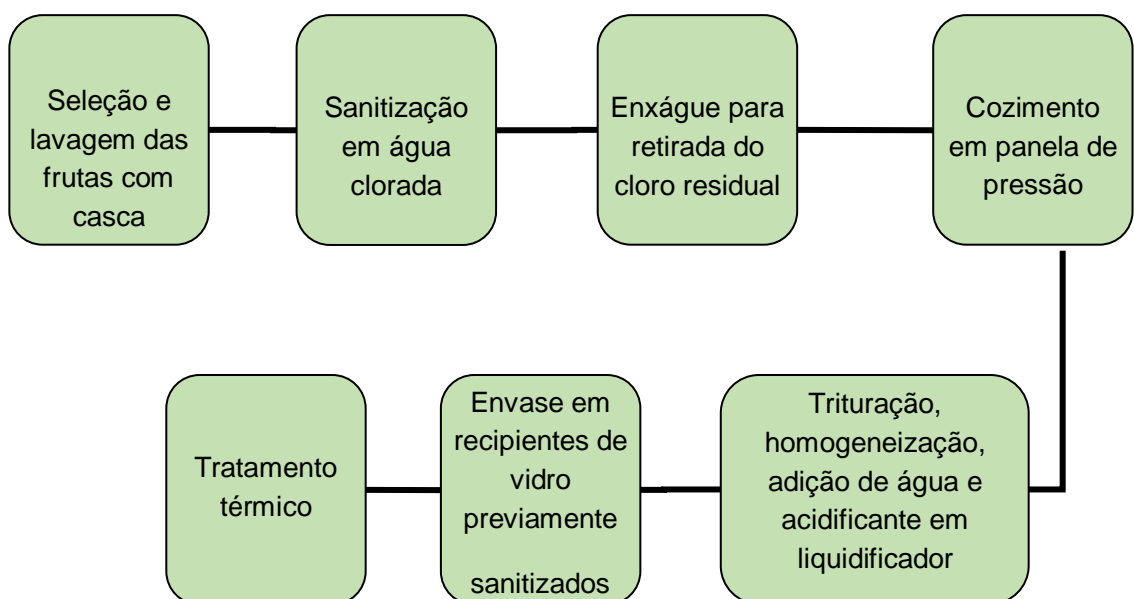 Seleção e
lavagem das
frutas com
casca
Sanitização
em água
clorada
Enxágue para
retirada do
cloro residual
Cozimento
em panela de
pressão
Trituração,
homogeneização,
adição de água e
acidificante em
liquidificador
Envase em
recipientes de
vidro
previamente
sanitizados
Tratamento
térmico